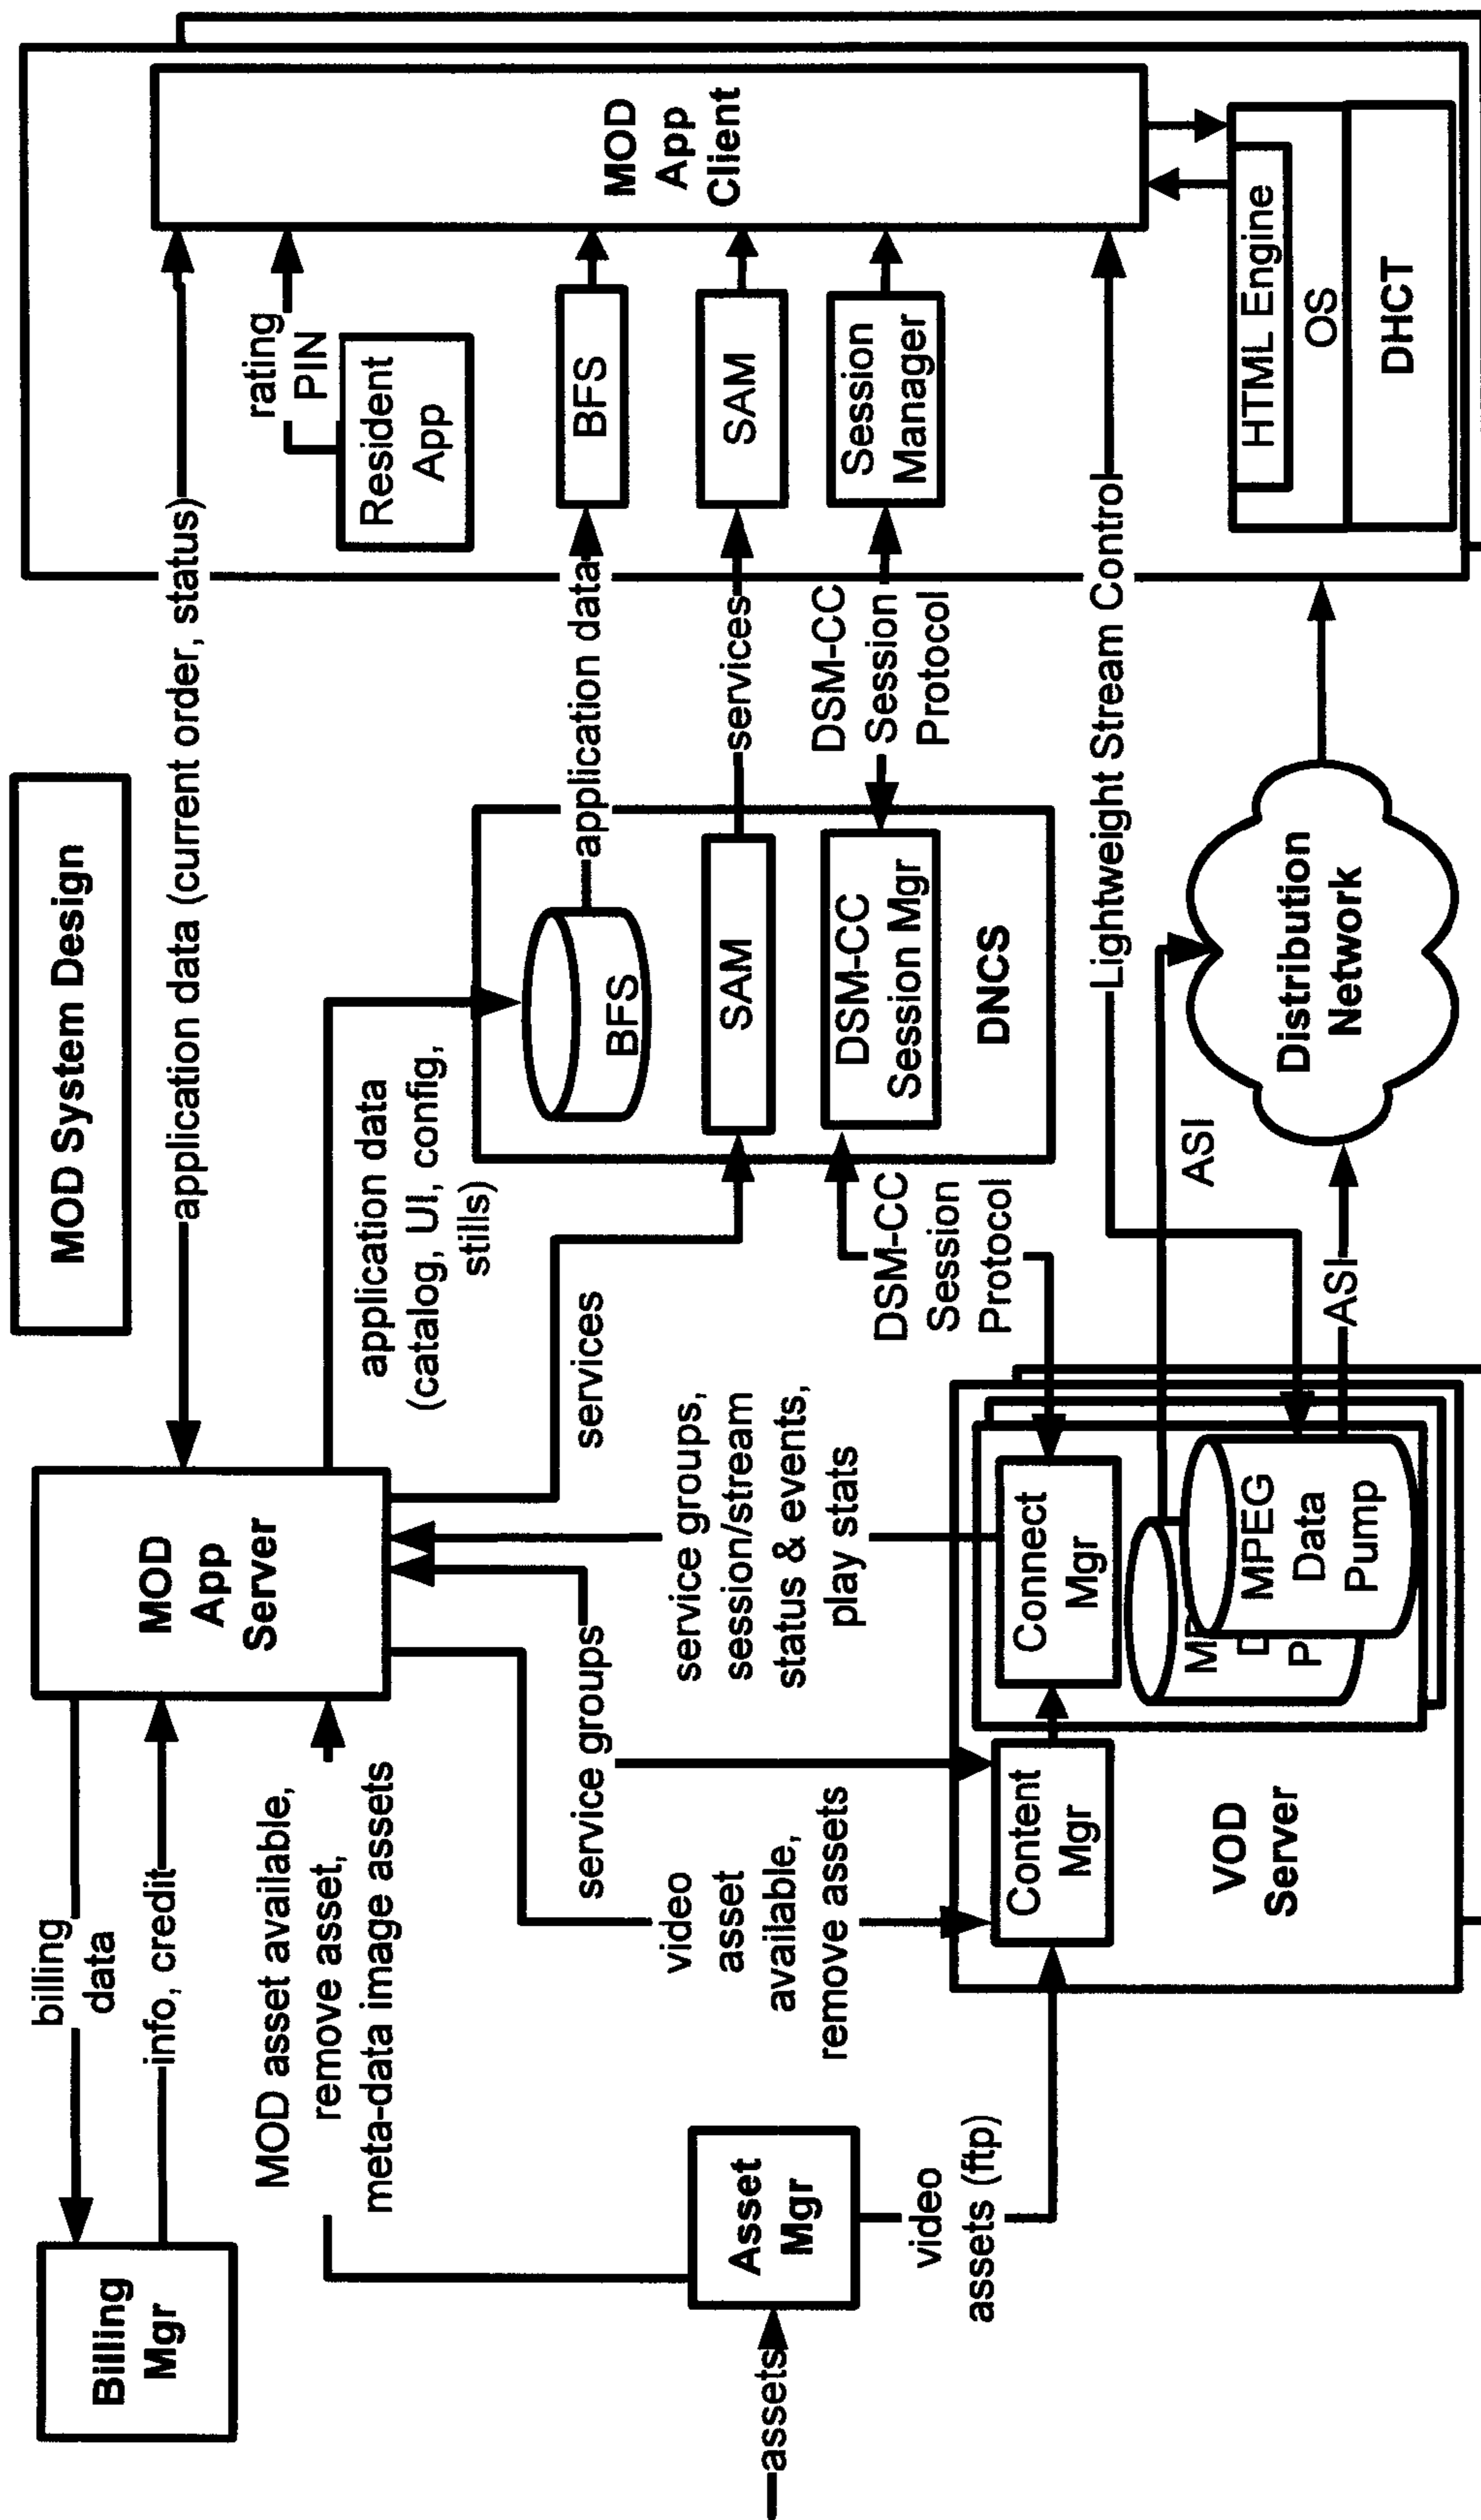 MOD System Design
Billing
Mgr
billing
data
info, credit
MOD
App
Server
application data (current order, status)
MOD asset available,
remove asset,
meta-data image assets
application data
(catalog, UI, config,
stills)
services
service groups
service groups,
session/stream
status & events,
play stats
video
asset
available,
remove assets
assets
Asset
Mgr
video
assets (ftp)
Content
Mgr
VOD
Server
Connect
Mgr
MPEG
Data
Pump
DSM-CC
Session
Protocol
BFS
SAM
DSM-CC
Session Mgr
DNCS
ASI
ASI
Distribution
Network
application data
services
DSM-CC
Session
Protocol
Lightweight Stream Control
rating
PIN
Resident
App
BFS
SAM
Session
Manager
MOD
App
Client
HTML Engine
OS
DHCT